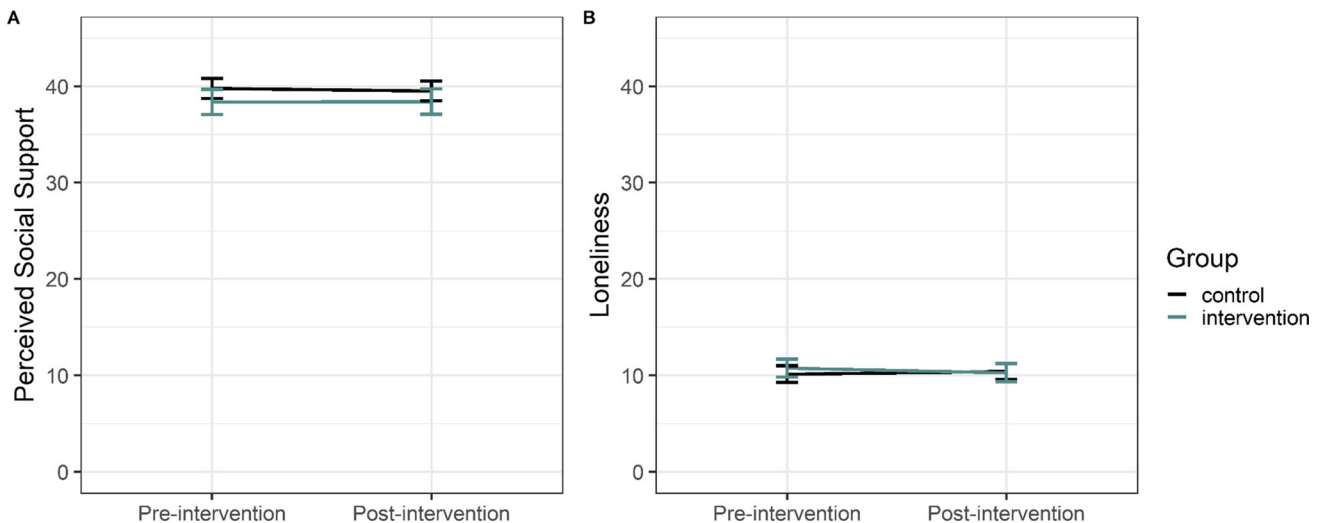 A
Perceived Social Support
40
30
20
10
0
Pre-intervention Post-intervention
B
Loneliness
40
30
20
10
0
Pre-intervention Post-intervention
Group
control
intervention